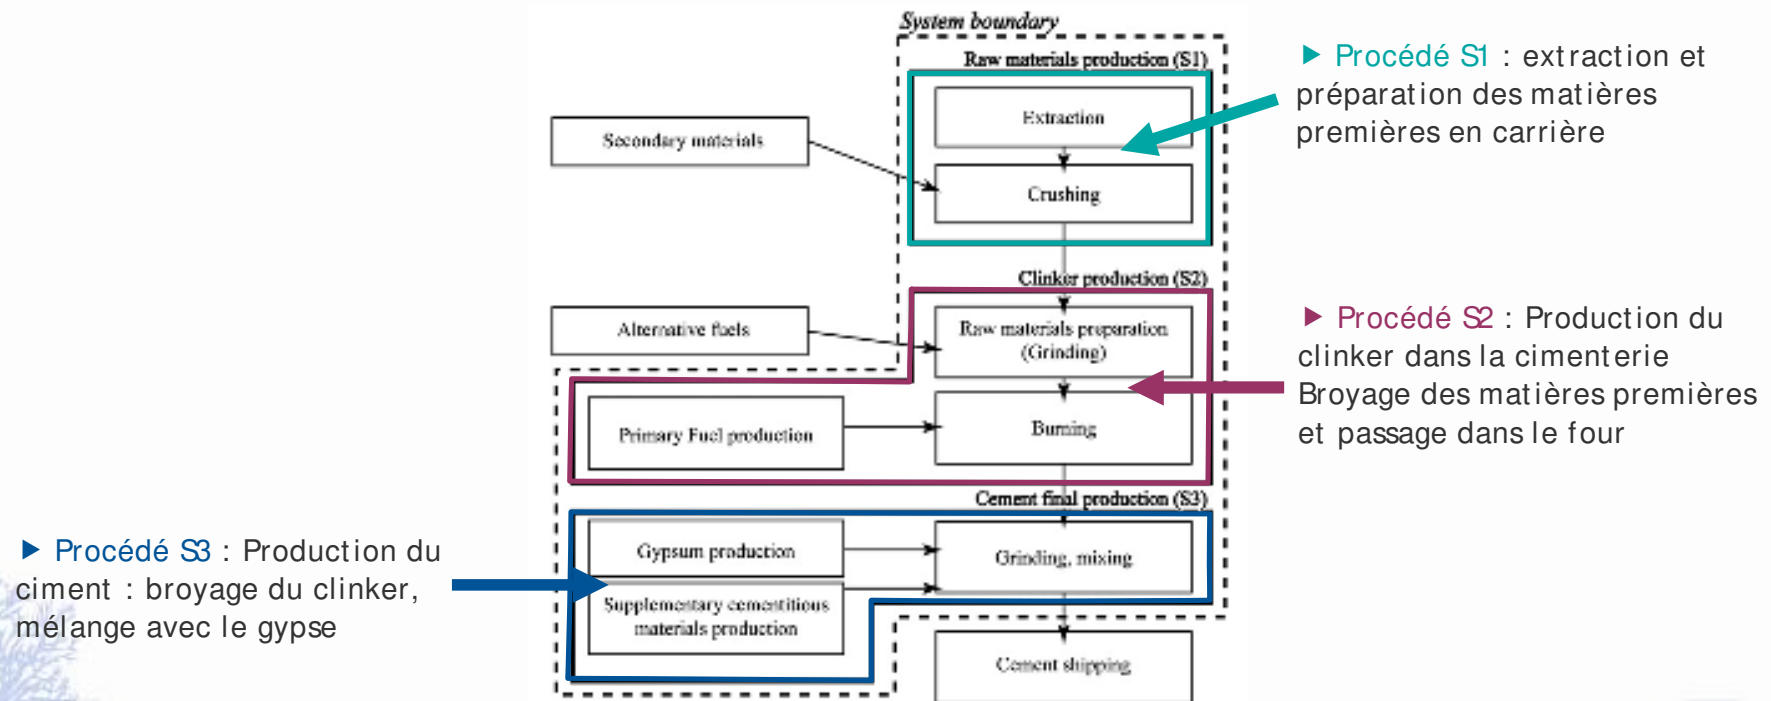 System boundary
Raw materials production (S1)
Extraction
Secondary materials
Crushing
▶ Procédé S1 : extraction et
préparation des matières
premières en carrière
Clinker production (S2)
Alternative fuels
Raw materials preparation
(Grinding)
Primary Fuel production
Burning
▶ Procédé S2 : Production du
clinker dans la cimenterie
Broyage des matières premières
et passage dans le four
Cement final production (S3)
Gypsum production
Grinding, mixing
Supplementary cementitious
materials production
Cement shipping
▶ Procédé S3 : Production du
ciment : broyage du clinker,
mélange avec le gypse